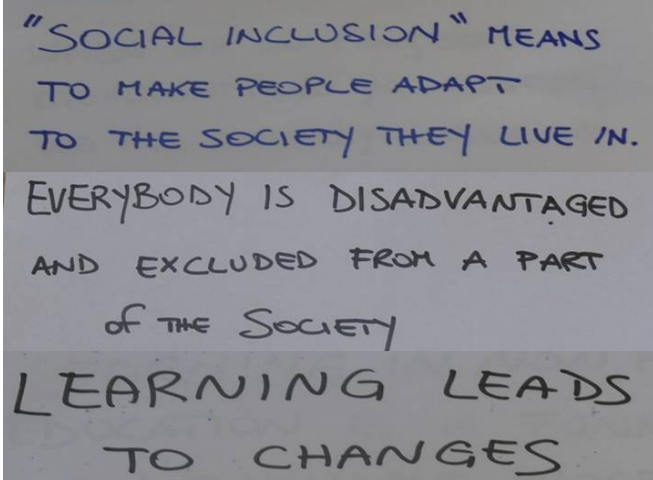 "SOCIAL INCLUSION" MEANS
TO MAKE PEOPLE ADAPT
TO THE SOCIETY THEY LIVE IN.
EVERYBODY IS DISADVANTAGED
AND EXCLUDED FROM A PART
of THE SOCIETY
LEARNING LEADS
TO CHANGES